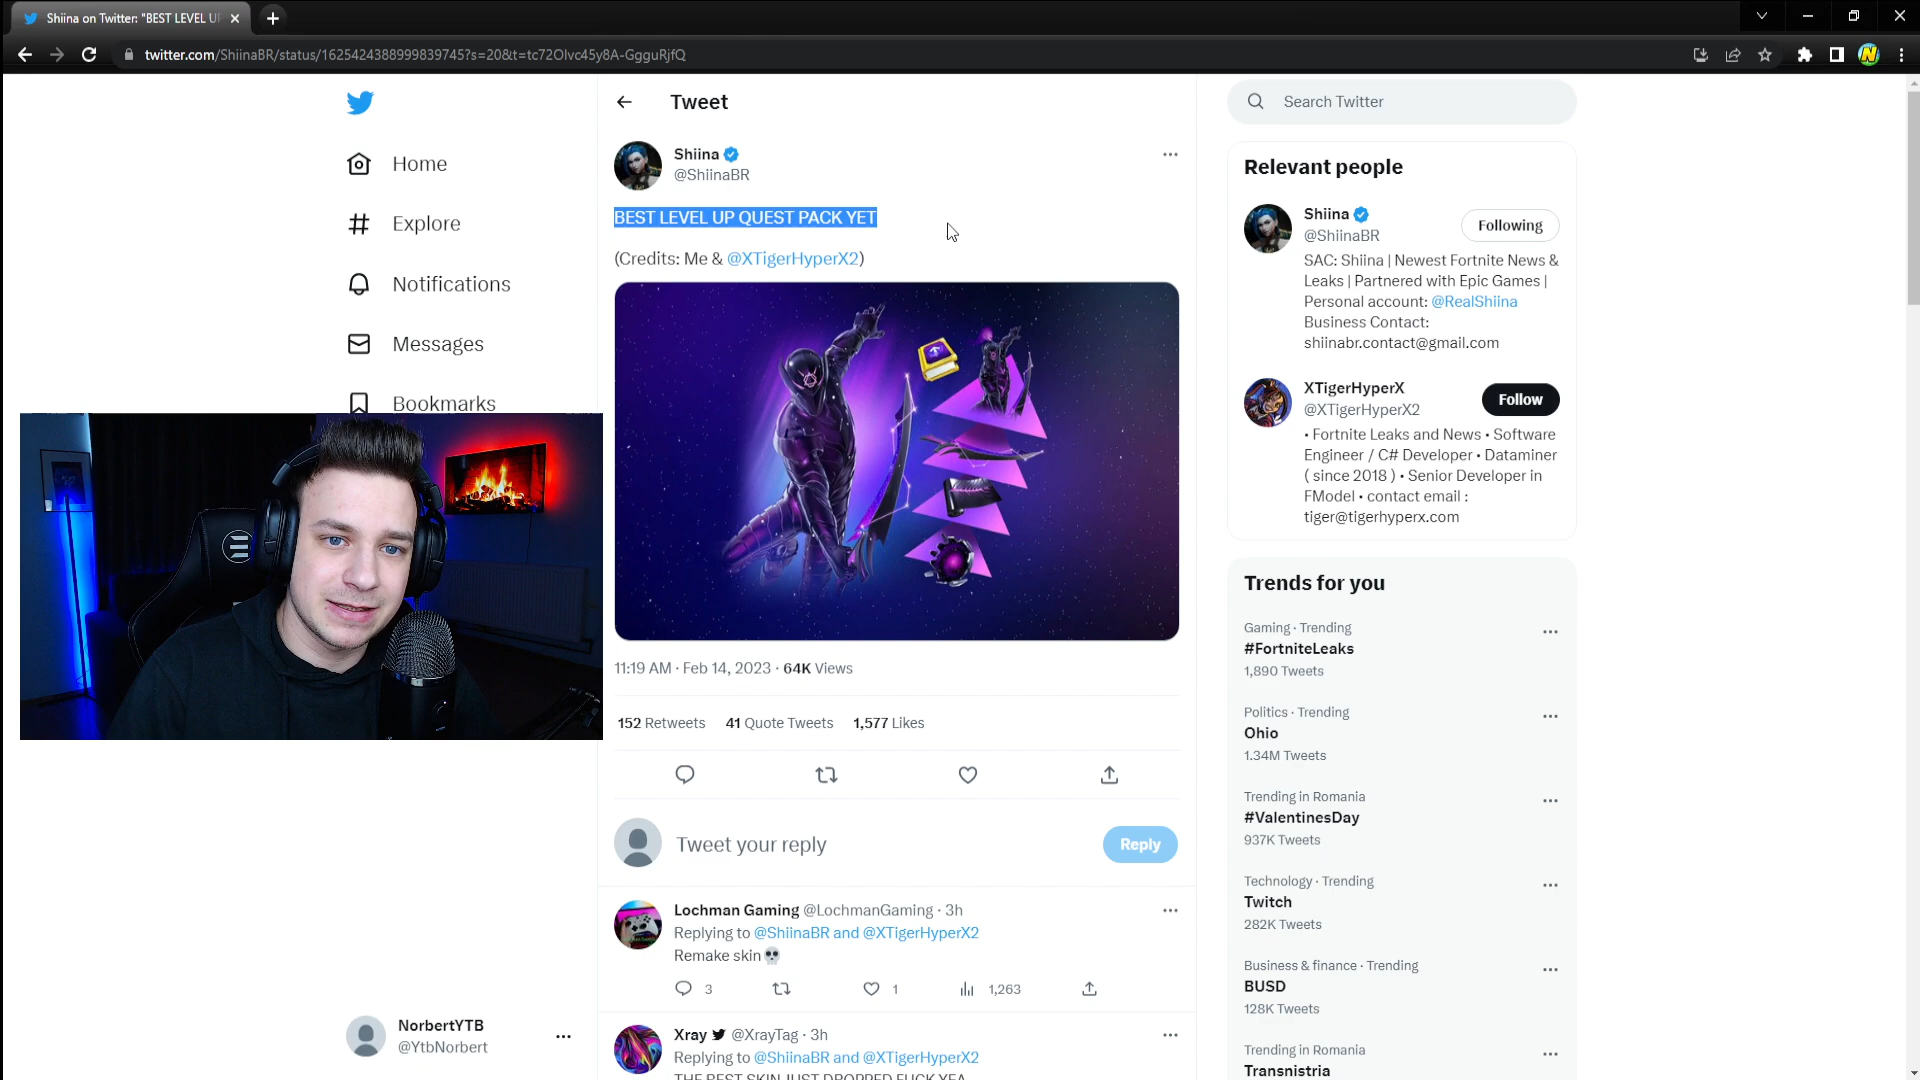 Shiina on Twitter: "BEST LEVEL UP
twitter.com/ShiinaBR/status/1625424388999839745?s=20&t=tc72Olvc45y8A-GgguRjfQ
Home
Explore
Notifications
Messages
Bookmarks
NorbertYTB
@YtbNorbert
Tweet
Shiina
@ShiinaBR
BEST LEVEL UP QUEST PACK YET
(Credits: Me & @XTigerHyperX2)
11:19 AM · Feb 14, 2023 · 64K Views
152 Retweets 41 Quote Tweets 1,577 Likes
Tweet your reply
Reply
Lochman Gaming @LochmanGaming · 3h
Replying to @ShiinaBR and @XTigerHyperX2
Remake skin💀
3 1 1,263
Xray @XrayTag · 3h
Replying to @ShiinaBR and @XTigerHyperX2
THE BEST SKIN JUST DROPPED FUCK YEA
Search Twitter
Relevant people
Shiina
@ShiinaBR
Following
SAC: Shiina | Newest Fortnite News &
Leaks | Partnered with Epic Games |
Personal account: @RealShiina
Business Contact:
shiinabr.contact@gmail.com
XTigerHyperX
@XTigerHyperX2
Follow
• Fortnite Leaks and News • Software
Engineer / C# Developer • Dataminer
( since 2018 ) • Senior Developer in
FModel • contact email :
tiger@tigerhyperx.com
Trends for you
Gaming · Trending
#FortniteLeaks
1,890 Tweets
Politics · Trending
Ohio
1.34M Tweets
Trending in Romania
#ValentinesDay
937K Tweets
Technology · Trending
Twitch
282K Tweets
Business & finance · Trending
BUSD
128K Tweets
Trending in Romania
Transnistria